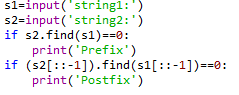 s1=input('string1:')
s2=input('string2:')
if s2.find(s1)==0:
    print('Prefix')
if (s2[::-1]).find(s1[::-1])==0:
    print('Postfix')